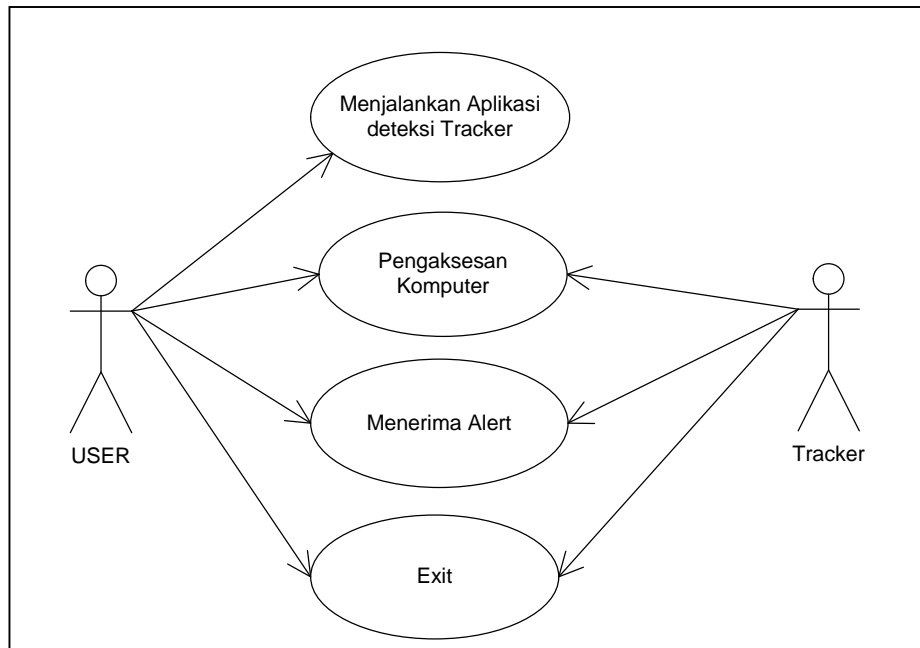 Menjalankan Aplikasi
deteksi Tracker
Pengaksesan
Komputer
Menerima Alert
USER
Tracker
Exit